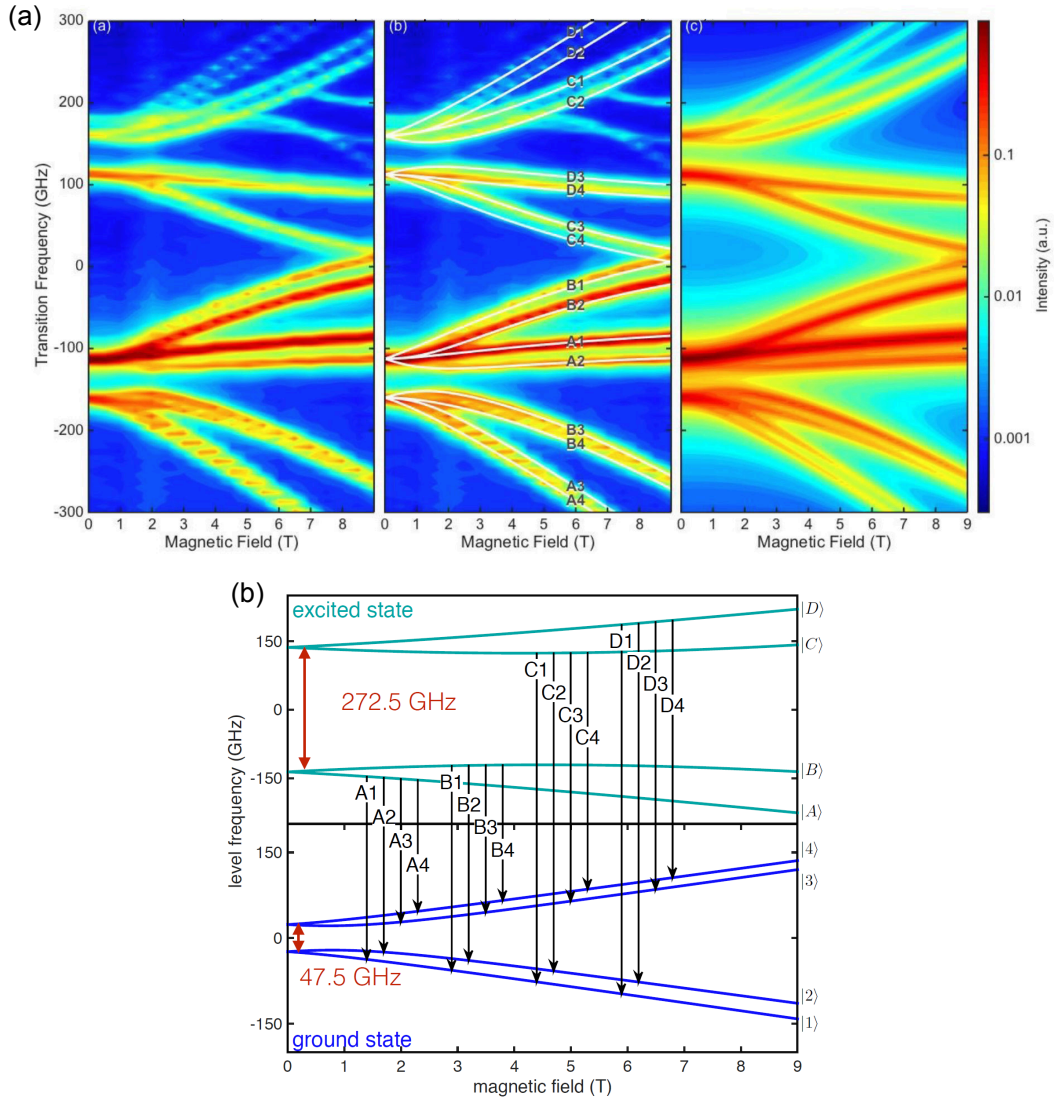 (a)
(a)
(b)
(c)
300
200
100
0
-100
-200
-300
Transition Frequency (GHz)
D1
D2
C1
C2
D3
D4
C3
C4
B1
B2
A1
A2
B3
B4
A3
A4
0 1 2 3 4 5 6 7 8
0 1 2 3 4 5 6 7 8
0 1 2 3 4 5 6 7 8 9
Magnetic Field (T)
Magnetic Field (T)
Magnetic Field (T)
0.1
0.01
0.001
Intensity (a.u.)
(b)
excited state
150
0
-150
272.5 GHz
|D⟩
|C⟩
|B⟩
|A⟩
D1
D2
D3
D4
C1
C2
C3
C4
B1
B2
B3
B4
A1
A2
A3
A4
level frequency (GHz)
150
0
-150
|4⟩
|3⟩
|2⟩
|1⟩
47.5 GHz
ground state
0 1 2 3 4 5 6 7 8 9
magnetic field (T)